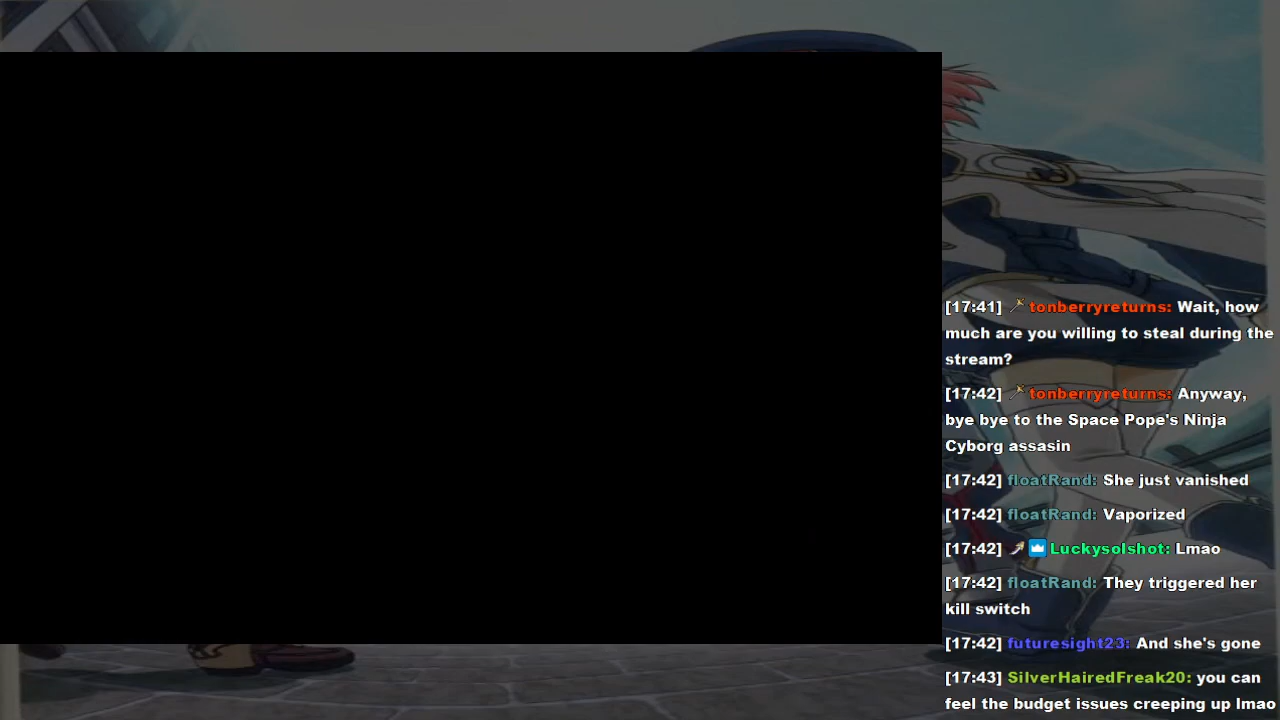 [17:41] tonberryreturns: Wait, how
much are you willing to steal during the
stream?
[17:42] tonberryreturns: Anyway,
bye bye to the Space Pope's Ninja
Cyborg assasin
[17:42] floatRand: She just vanished
[17:42] floatRand: Vaporized
[17:42] Luckysolshot: Lmao
[17:42] floatRand: They triggered her
kill switch
[17:42] futuresight23: And she's gone
[17:43] SilverHairedFreak20: you can
feel the budget issues creeping up lmao